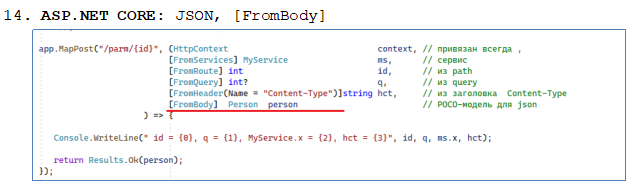 14. ASP.NET CORE: JSON, [FromBody]
app.MapPost("/parm/{id}", (HttpContext context, // привязан всегда ,
[FromServices] MyService ms, // сервис
[FromRoute] int id, // из path
[FromQuery] int? q, // из query
[FromHeader(Name = "Content-Type")]string hct, // из заголовка Content-Type
[FromBody] Person person // POCO-модель для json
) => {
Console.WriteLine(" id = {0}, q = {1}, MyService.x = {2}, hct = {3}", id, q, ms.x, hct);
return Results.Ok(person);
});